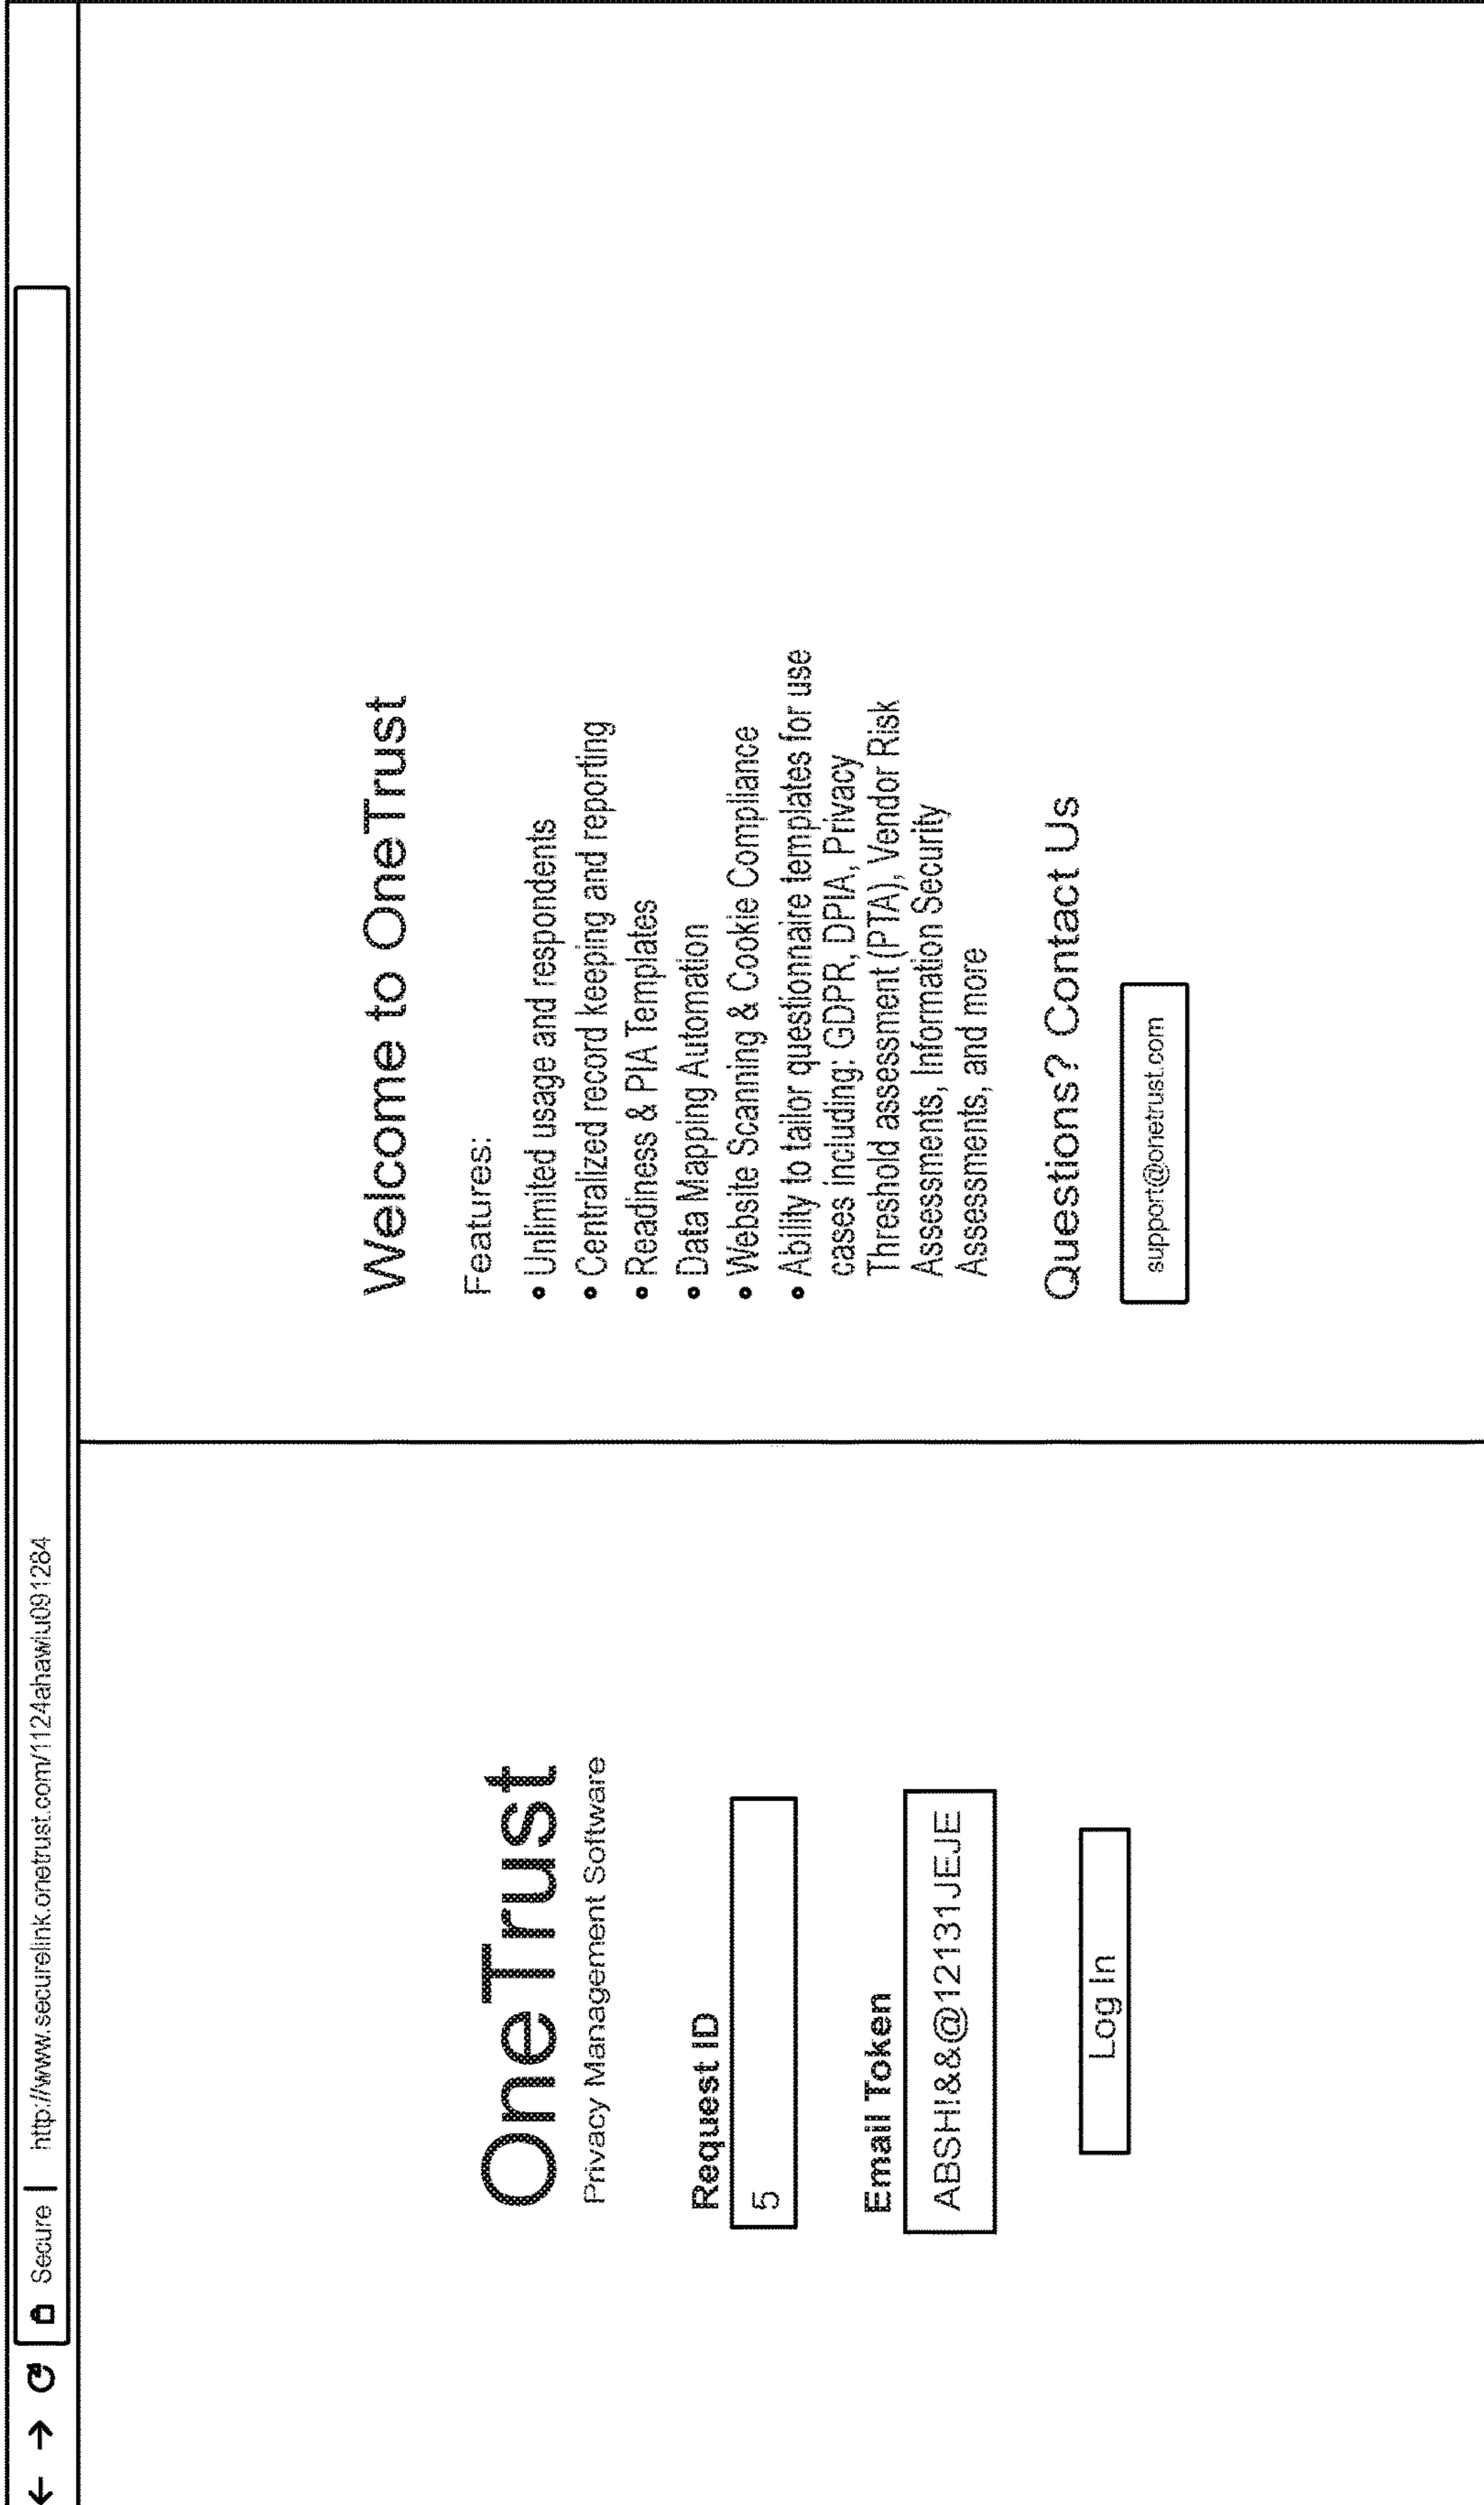 Secure | http://www.securelink.onetrust.com/1124ahawiu091284
OneTrust
Privacy Management Software
Request ID
5
Email Token
ABSHI&&@12131JEJE
Log In
Welcome to OneTrust
Features:
• Unlimited usage and respondents
• Centralized record keeping and reporting
• Readiness & PIA Templates
• Data Mapping Automation
• Website Scanning & Cookie Compliance
• Ability to tailor questionnaire templates for use
cases including: GDPR, DPIA, Privacy
Threshold assessment (PTA), Vendor Risk
Assessments, Information Security
Assessments, and more
Questions? Contact Us
support@onetrust.com